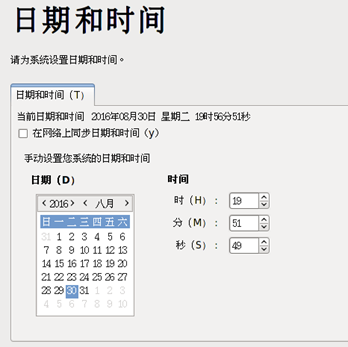 日期和时间
请为系统设置日期和时间。
日期和时间（T）
当前日期和时间 2016年08月30日 星期二 19时56分51秒
在网络上同步日期和时间（y）
手动设置您系统的日期和时间
日期（D）
时间
2016 八月
时（H）： 19
日 一 二 三 四 五 六
分（M）： 51
31 1 2 3 4 5 6
秒（S）： 49
7 8 9 10 11 12 13
14 15 16 17 18 19 20
21 22 23 24 25 26 27
28 29 30 31 1 2 3
4 5 6 7 8 9 10